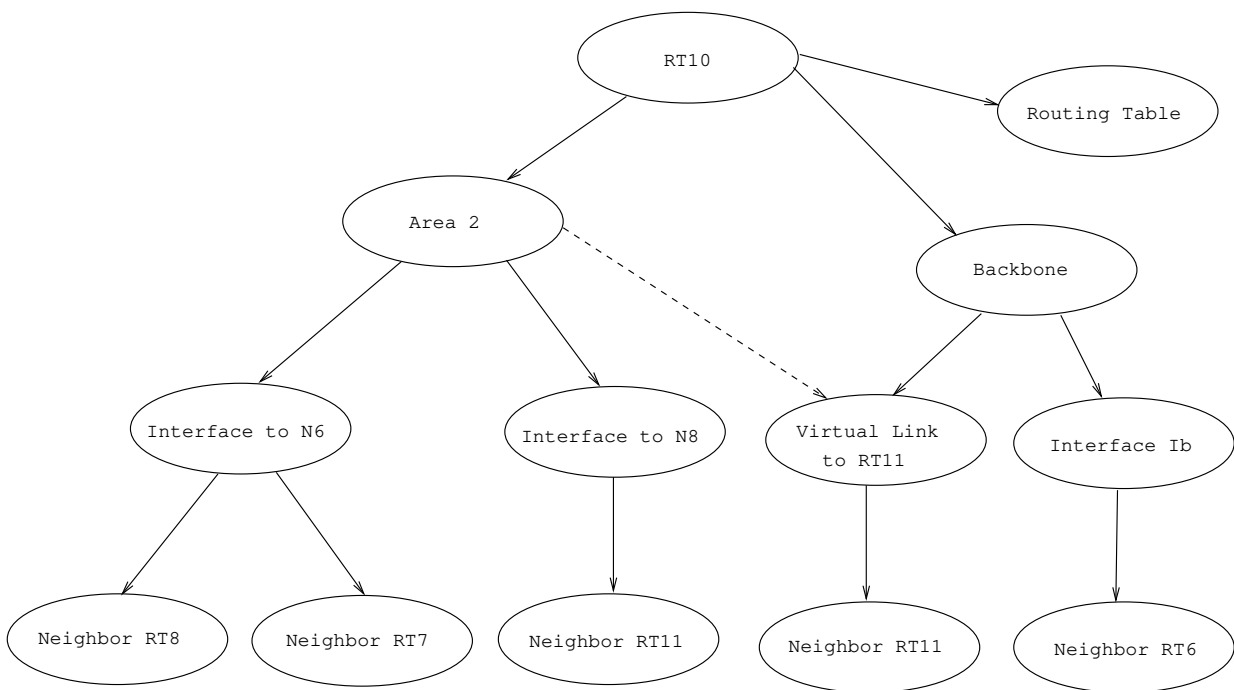 RT10
Routing Table
Area 2
Backbone
Interface to N6
Interface to N8
Virtual Link
to RT11
Interface Ib
Neighbor RT8
Neighbor RT7
Neighbor RT11
Neighbor RT11
Neighbor RT6